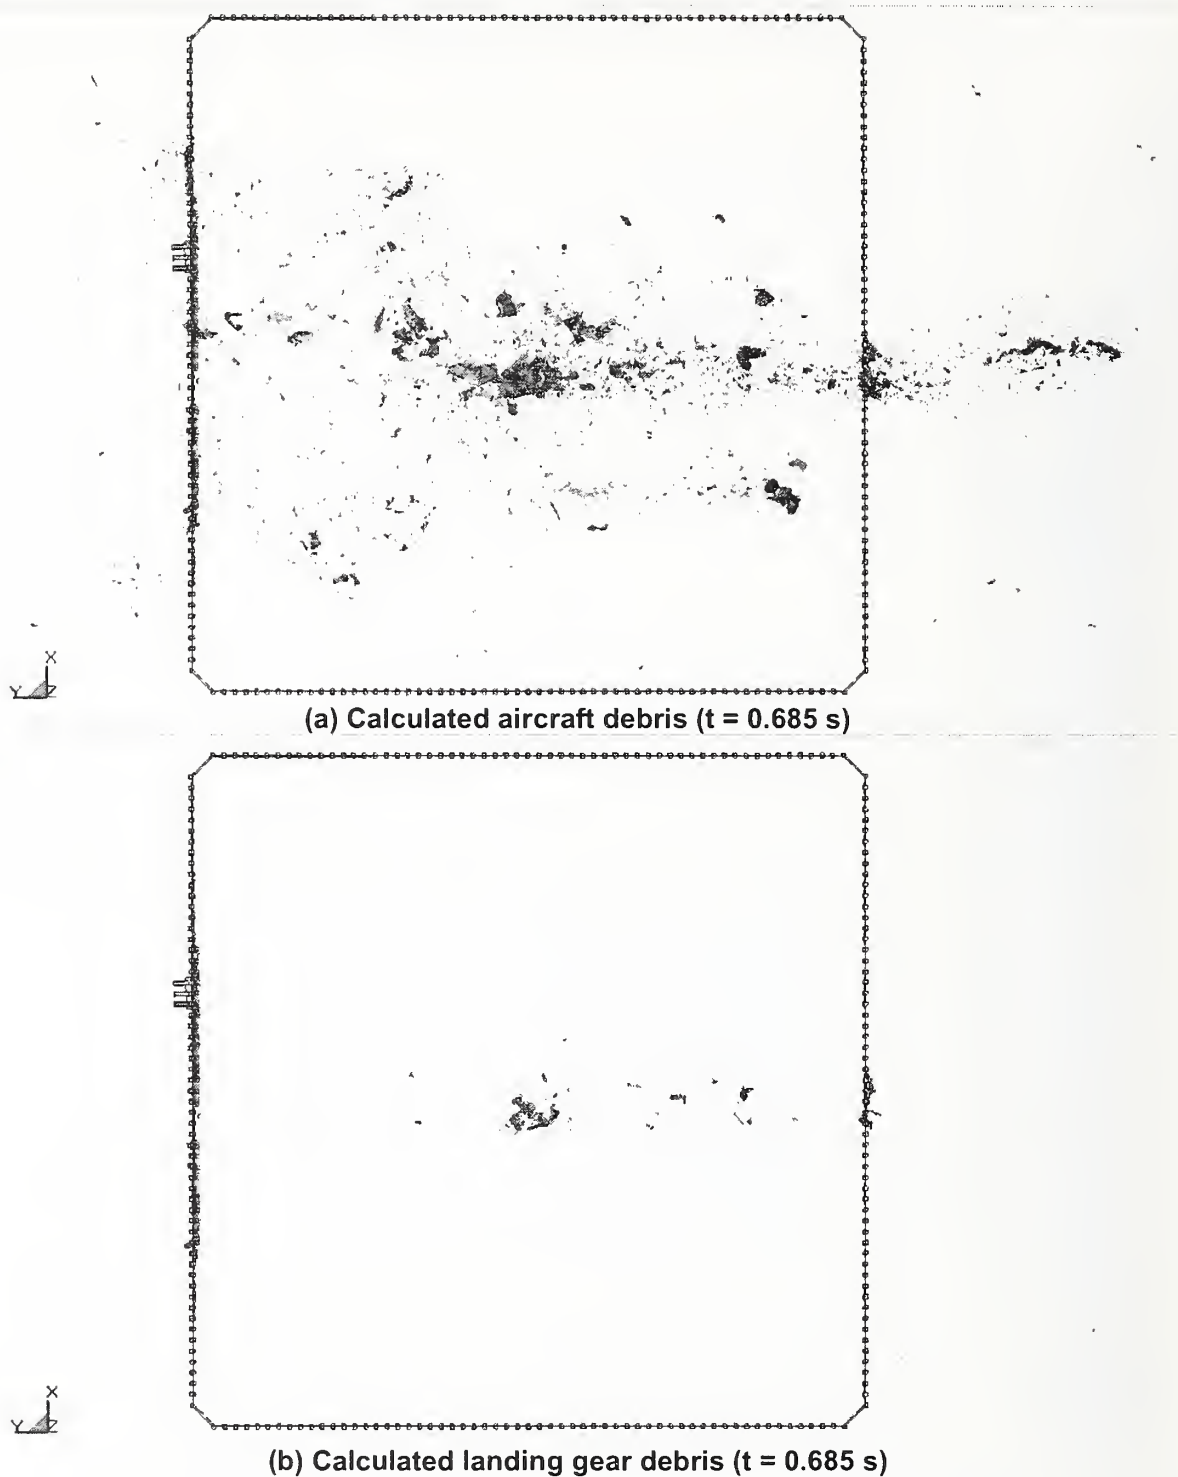 X
Y Z
(a) Calculated aircraft debris (t = 0.685 s)
X
Y Z
(b) Calculated landing gear debris (t = 0.685 s)